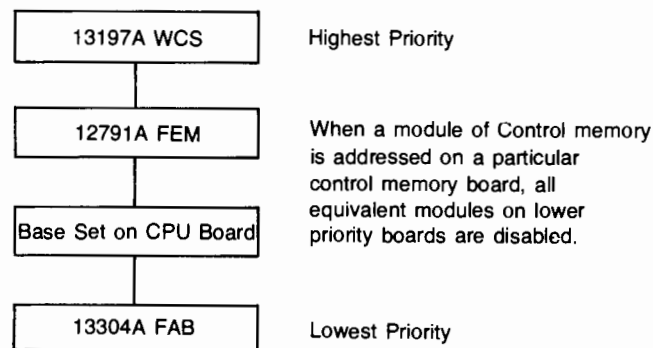 13197A WCS
Highest Priority
12791A FEM
When a module of Control memory
is addressed on a particular
control memory board, all
equivalent modules on lower
priority boards are disabled.
Base Set on CPU Board
13304A FAB
Lowest Priority